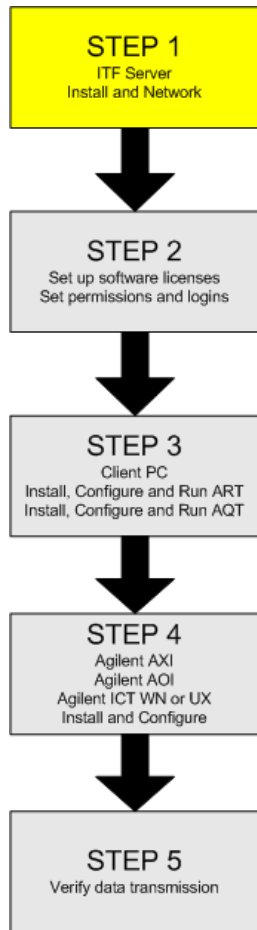 STEP 1
ITF Server
Install and Network
STEP 2
Set up software licenses
Set permissions and logins
STEP 3
Client PC
Install, Configure and Run ART
Install, Configure and Run AQT
STEP 4
Agilent AXI
Agilent AOI
Agilent ICT WN or UX
Install and Configure
STEP 5
Verify data transmission